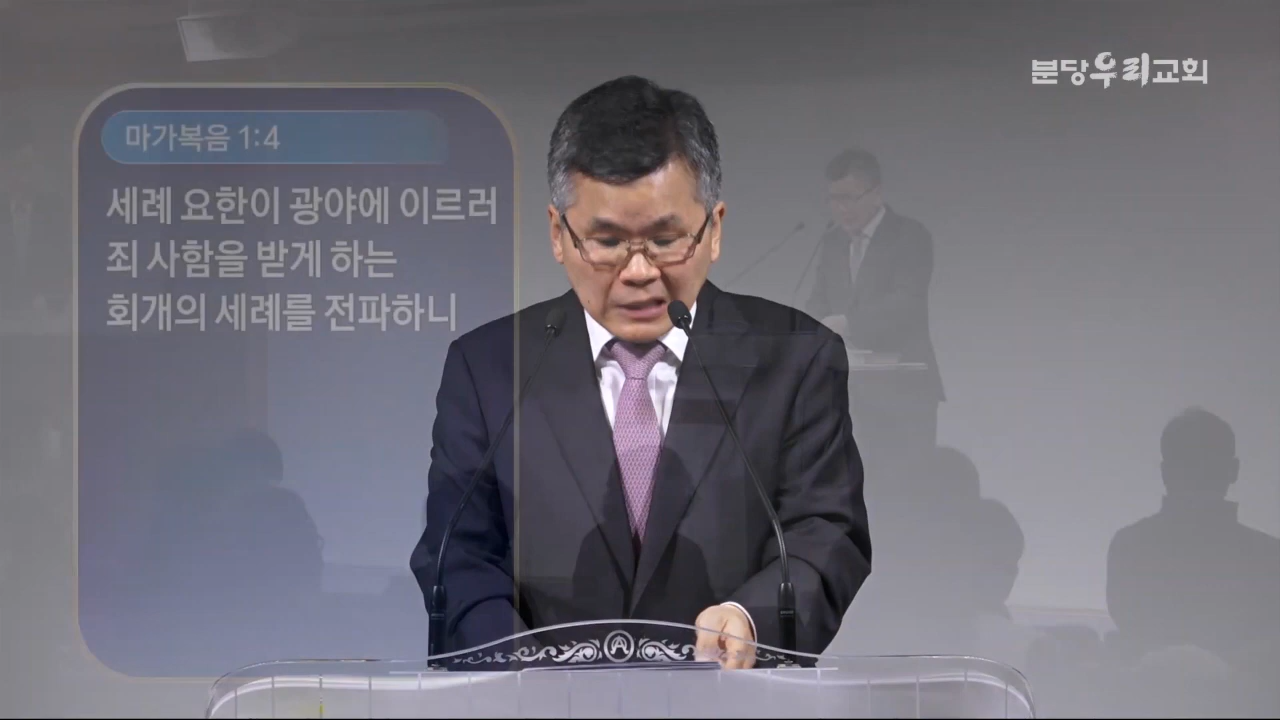 분당우리교회
마가복음 1:4
세례 요한이 광야에 이르러
죄 사함을 받게 하는
회개의 세례를 전파하니